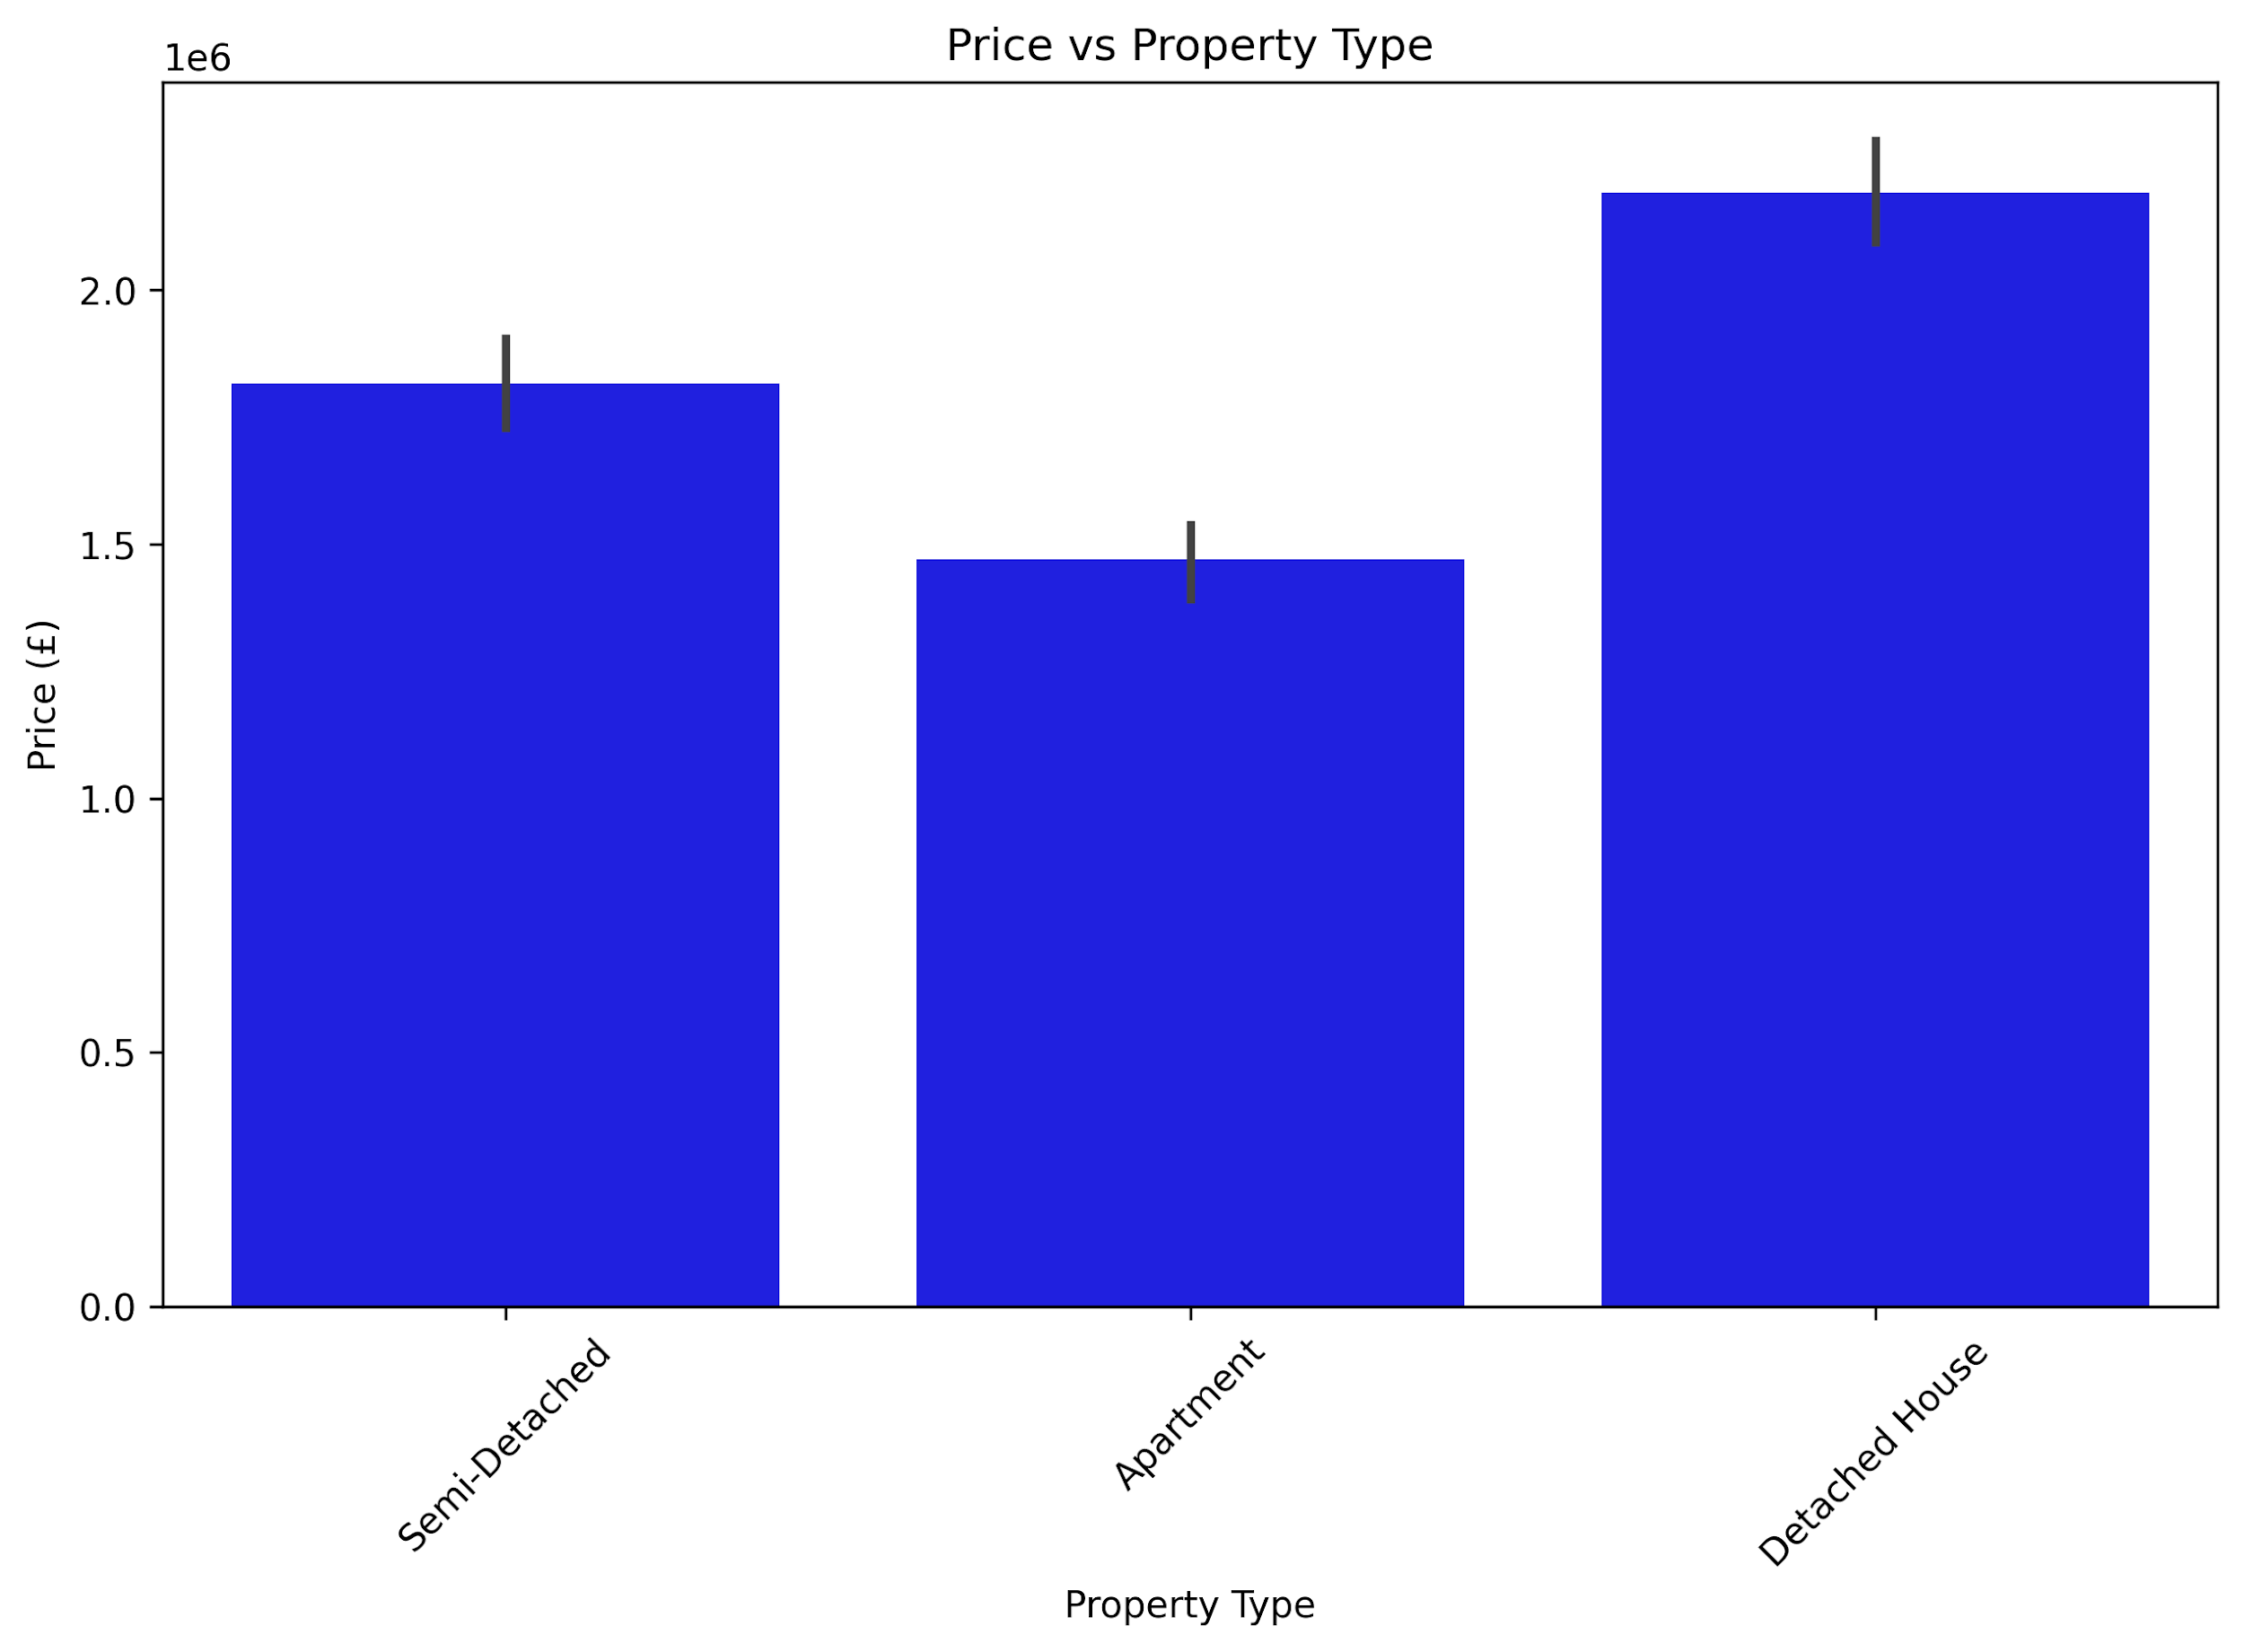 Price vs Property Type
1e6
2.0
1.5
1.0
0.5
0.0
Price (£)
Semi-Detached
Apartment
Detached House
Property Type